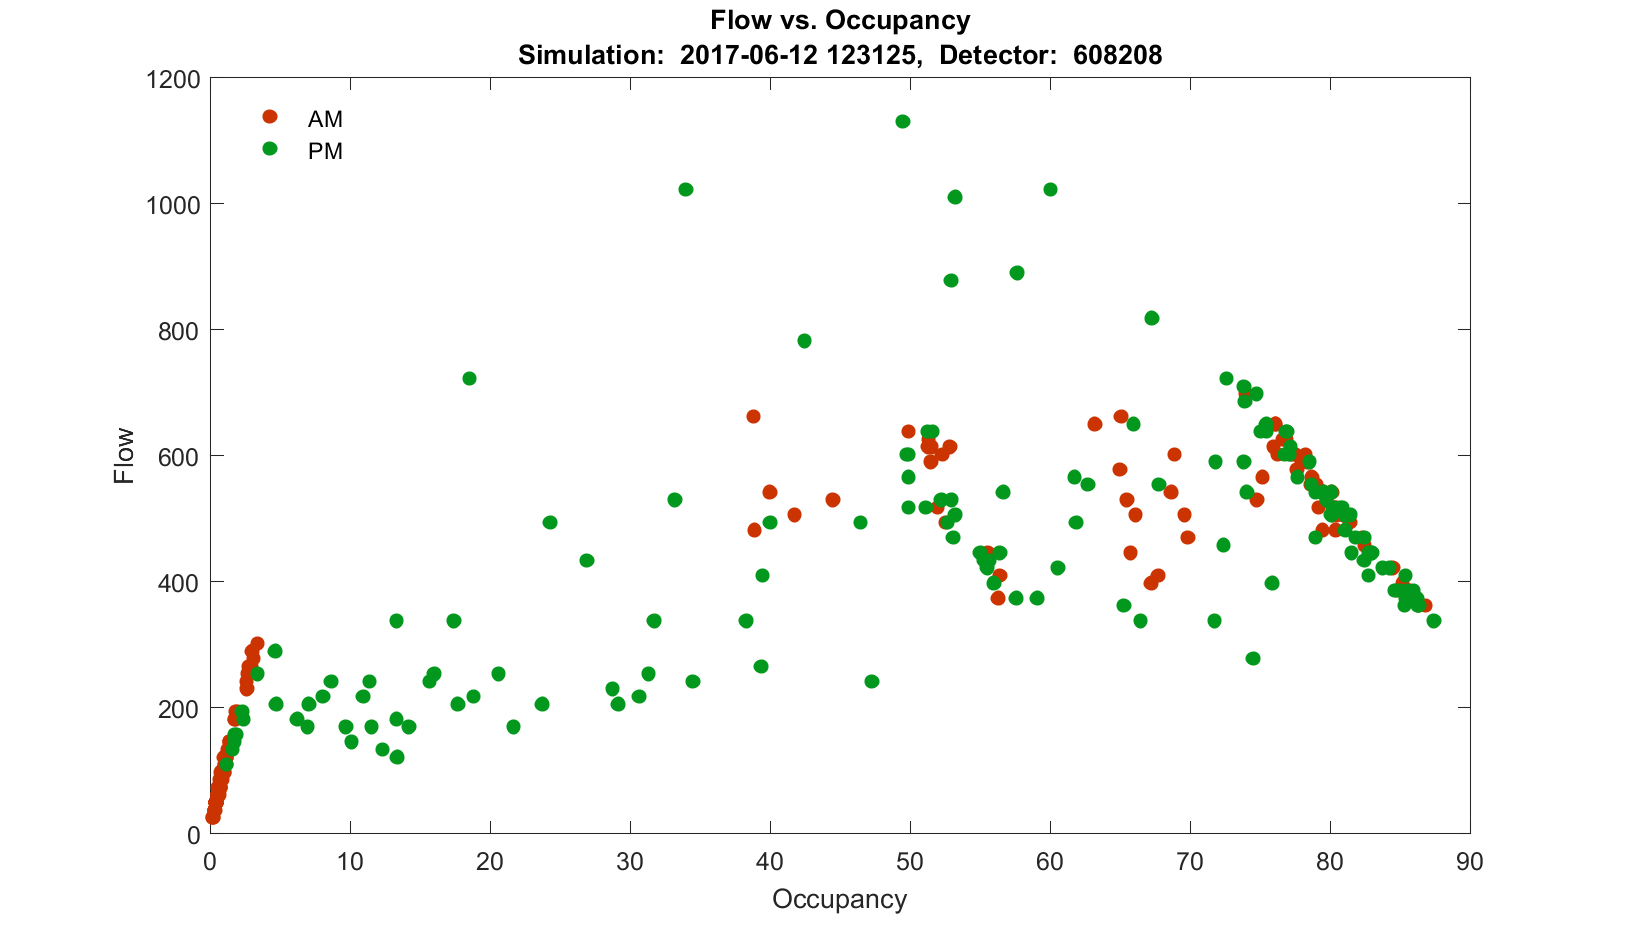 Flow vs. Occupancy
Simulation:  2017-06-12 123125,  Detector:  608208
1200
AM
PM
1000
800
600
Flow
400
200
0
0 10 20 30 40 50 60 70 80 90
Occupancy